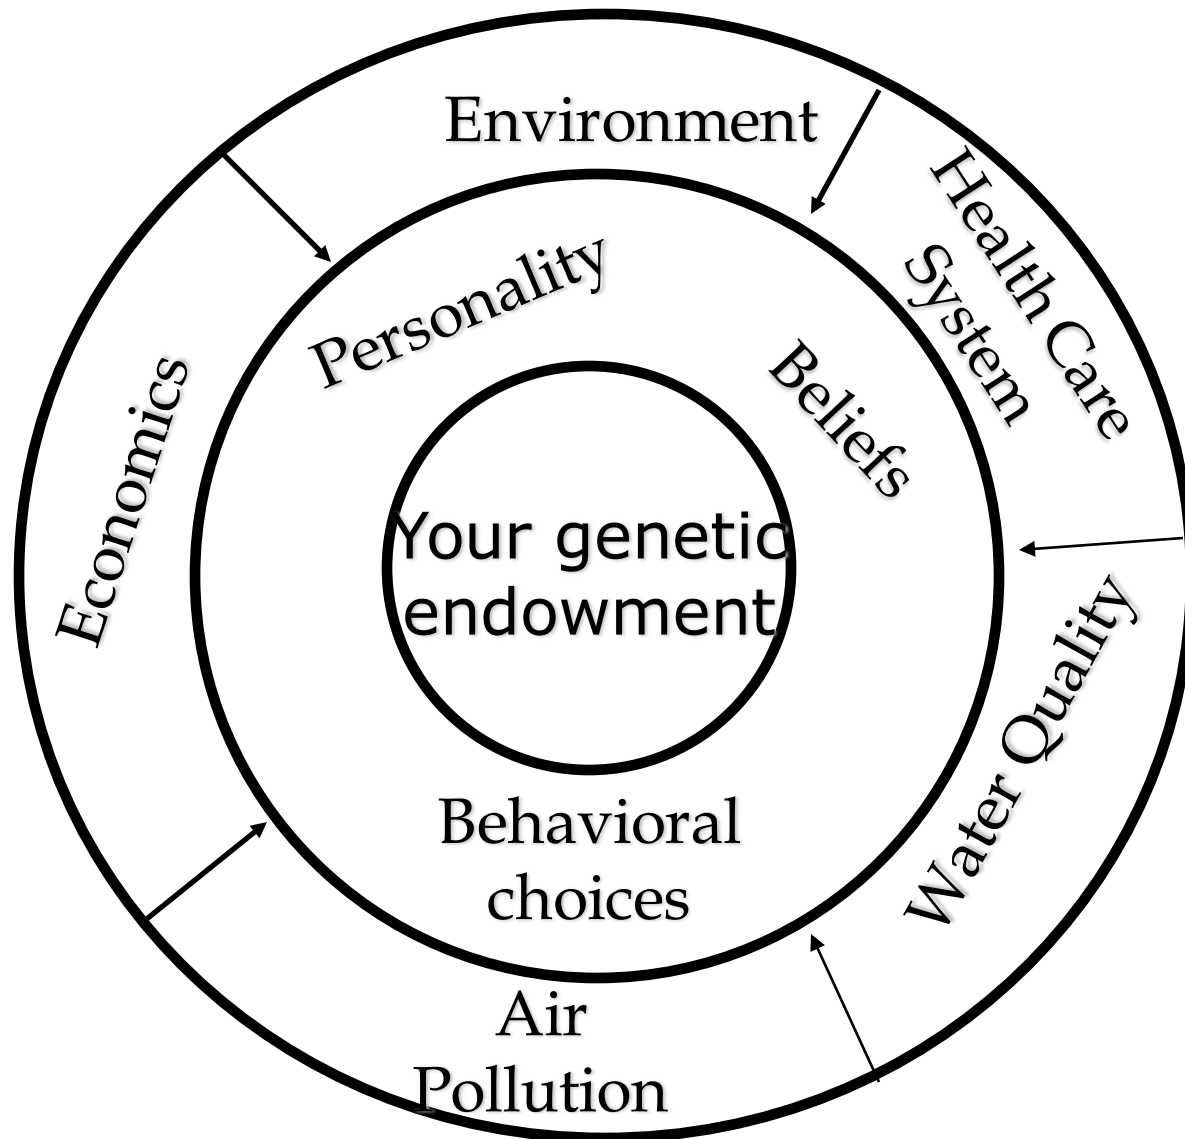 Environment
Health Care
System
Personality
Beliefs
Economics
Your genetic
endowment
Water Quality
Behavioral
choices
Air
Pollution